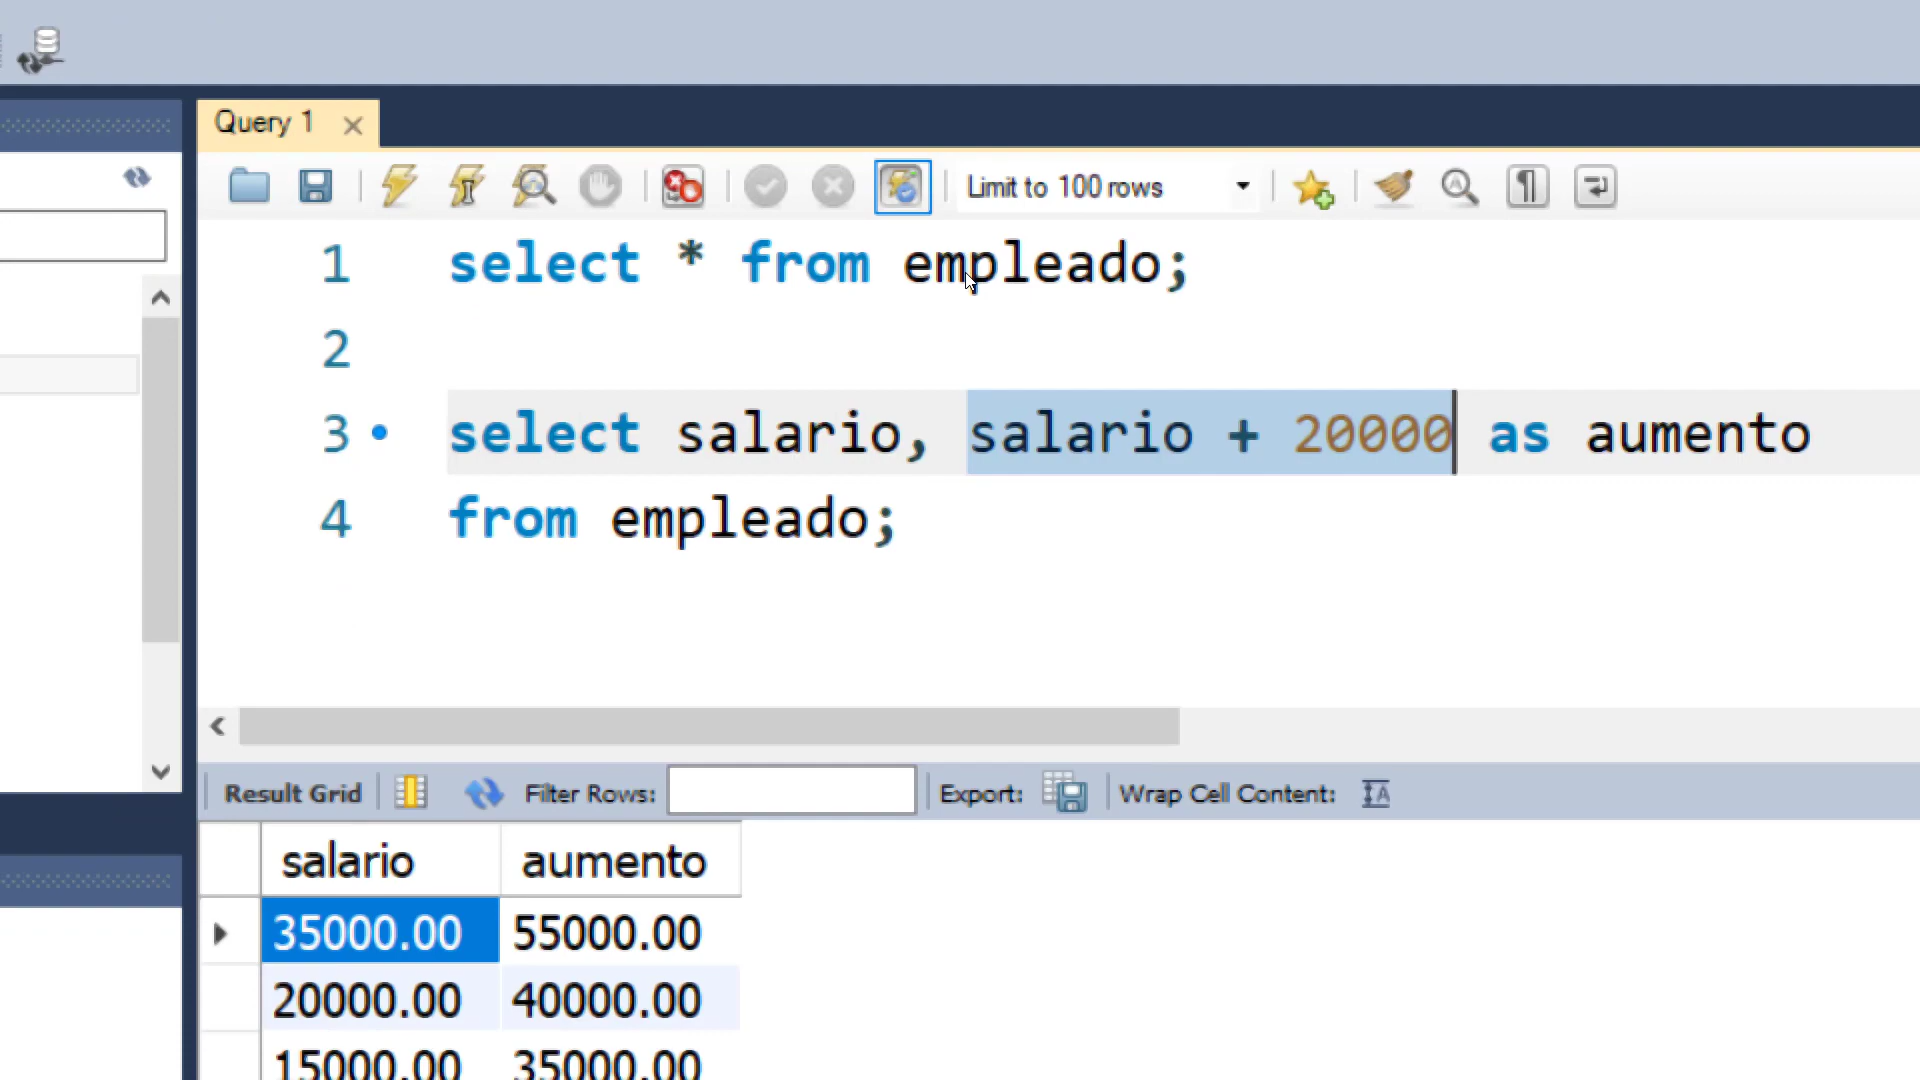 Query 1
Limit to 100 rows
1 select * from empleado;
2
3 select salario, salario + 20000 as aumento
4 from empleado;
Result Grid Filter Rows: Export: Wrap Cell Content:
salario aumento
35000.00 55000.00
20000.00 40000.00
15000.00 35000.00